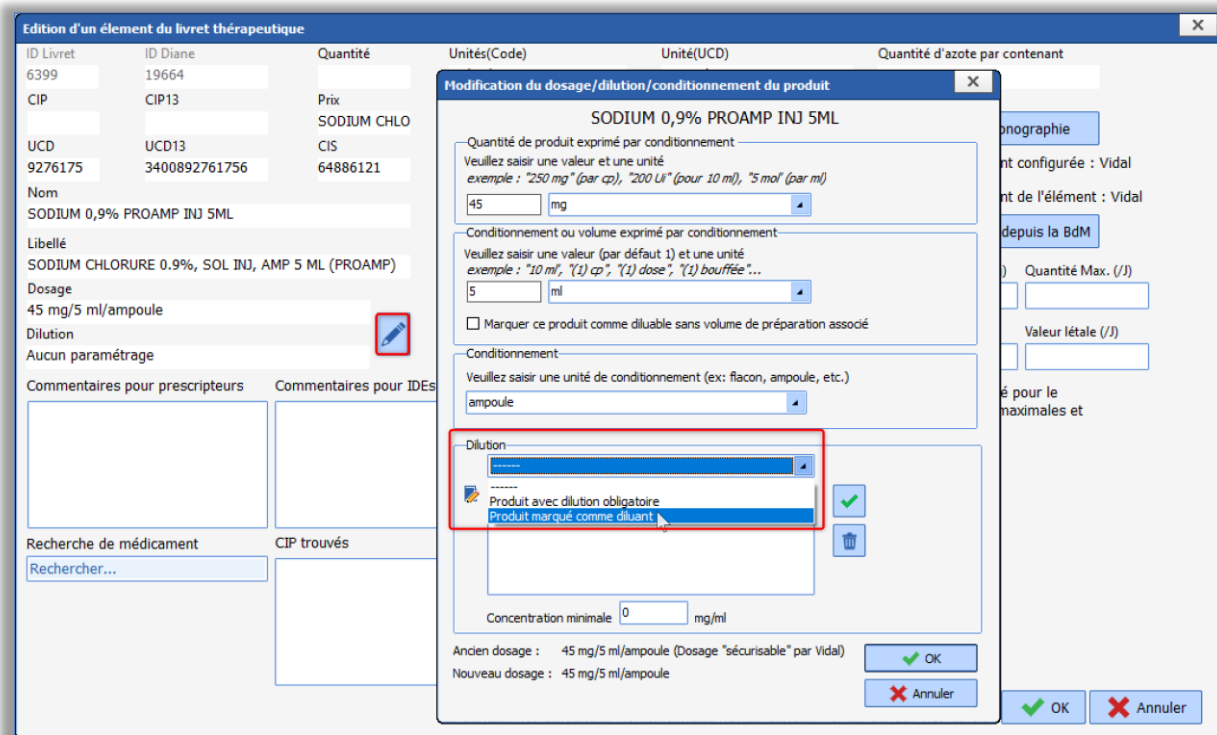 Edition d'un élement du livret thérapeutique
ID Livret ID Diane Quantité Unités(Code) Unité(UCD) Quantité d'azote par contenant
6399 19664
CIP CIP13 Prix
SODIUM CHLO
UCD UCD13 CIS
9276175 3400892761756 64886121
Nom
SODIUM 0,9% PROAMP INJ 5ML
Libellé
SODIUM CHLORURE 0.9%, SOL INJ, AMP 5 ML (PROAMP)
Dosage
45 mg/5 ml/ampoule
Dilution
Aucun paramétrage
Commentaires pour prescripteurs Commentaires pour IDEs
Recherche de médicament CIP trouvés
Rechercher...
Modification du dosage/dilution/conditionnement du produit
SODIUM 0,9% PROAMP INJ 5ML
Quantité de produit exprimé par conditionnement
Veuillez saisir une valeur et une unité
exemple : "250 mg" (par cp), "200 Ui" (pour 10 ml), "5 mol" (par ml)
45 mg
Conditionnement ou volume exprimé par conditionnement
Veuillez saisir une valeur (par défaut 1) et une unité
exemple : "10 ml", "(1) cp", "(1) dose", "(1) bouffée"...
5 ml
Marquer ce produit comme diluable sans volume de préparation associé
Conditionnement
Veuillez saisir une unité de conditionnement (ex: flacon, ampoule, etc.)
ampoule
Dilution
------
------
Produit avec dilution obligatoire
Produit marqué comme diluant
Concentration minimale 0 mg/ml
Ancien dosage : 45 mg/5 ml/ampoule (Dosage "sécurisable" par Vidal)
Nouveau dosage : 45 mg/5 ml/ampoule
OK
Annuler
onographie
nt configurée : Vidal
nt de l'élément : Vidal
depuis la BdM
) Quantité Max. (/J)
Valeur létale (/J)
é pour le
maximales et
OK Annuler